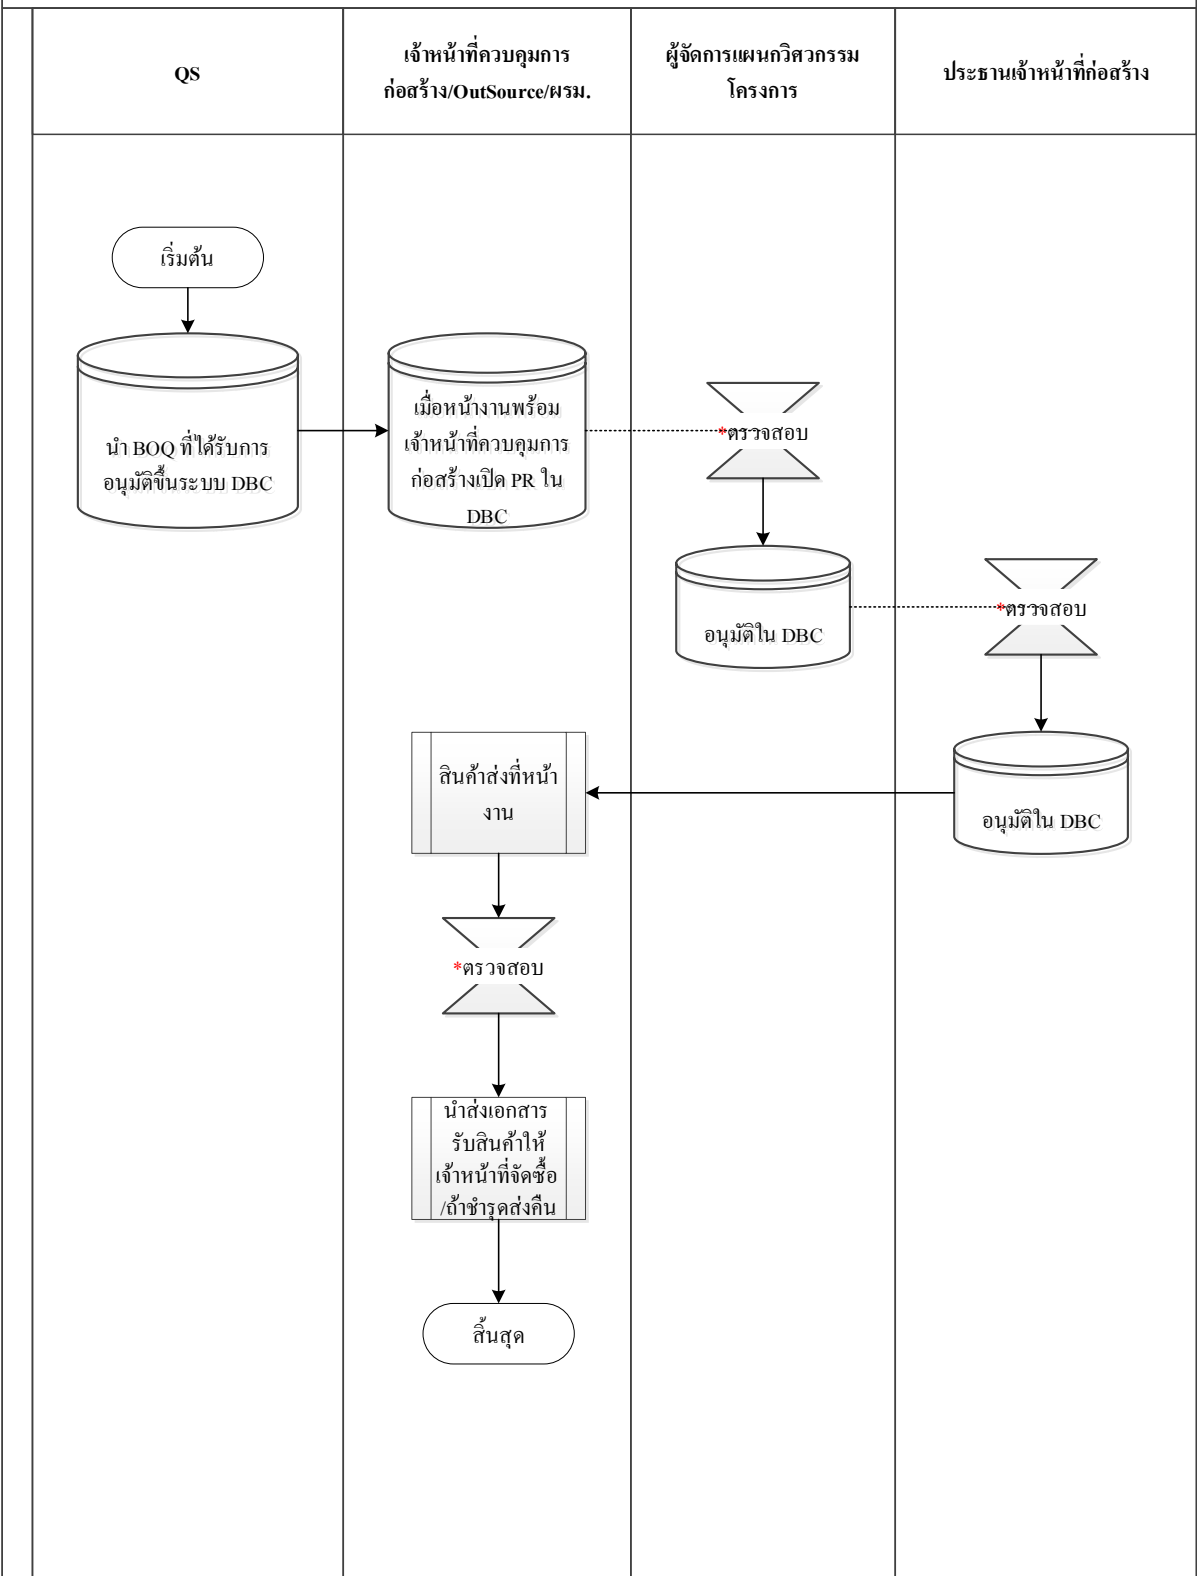 QS
เจ้าหน้าที่ควบคุมการ
ก่อสร้าง/OutSource/ผรม.
ผู้จัดการแผนกวิศวกรรม
โครงการ
ประธานเจ้าหน้าที่ก่อสร้าง
เริ่มต้น
นำ BOQ ที่ได้รับการ
อนุมัติขึ้นระบบ DBC
เมื่อหน้างานพร้อม
เจ้าหน้าที่ควบคุมการ
ก่อสร้างเปิด PR ใน
DBC
*ตรวจสอบ
อนุมัติใน DBC
*ตรวจสอบ
อนุมัติใน DBC
สินค้าส่งที่หน้า
งาน
*ตรวจสอบ
นำส่งเอกสาร
รับสินค้าให้
เจ้าหน้าที่จัดซื้อ
/ถ้าชำรุดส่งคืน
สิ้นสุด